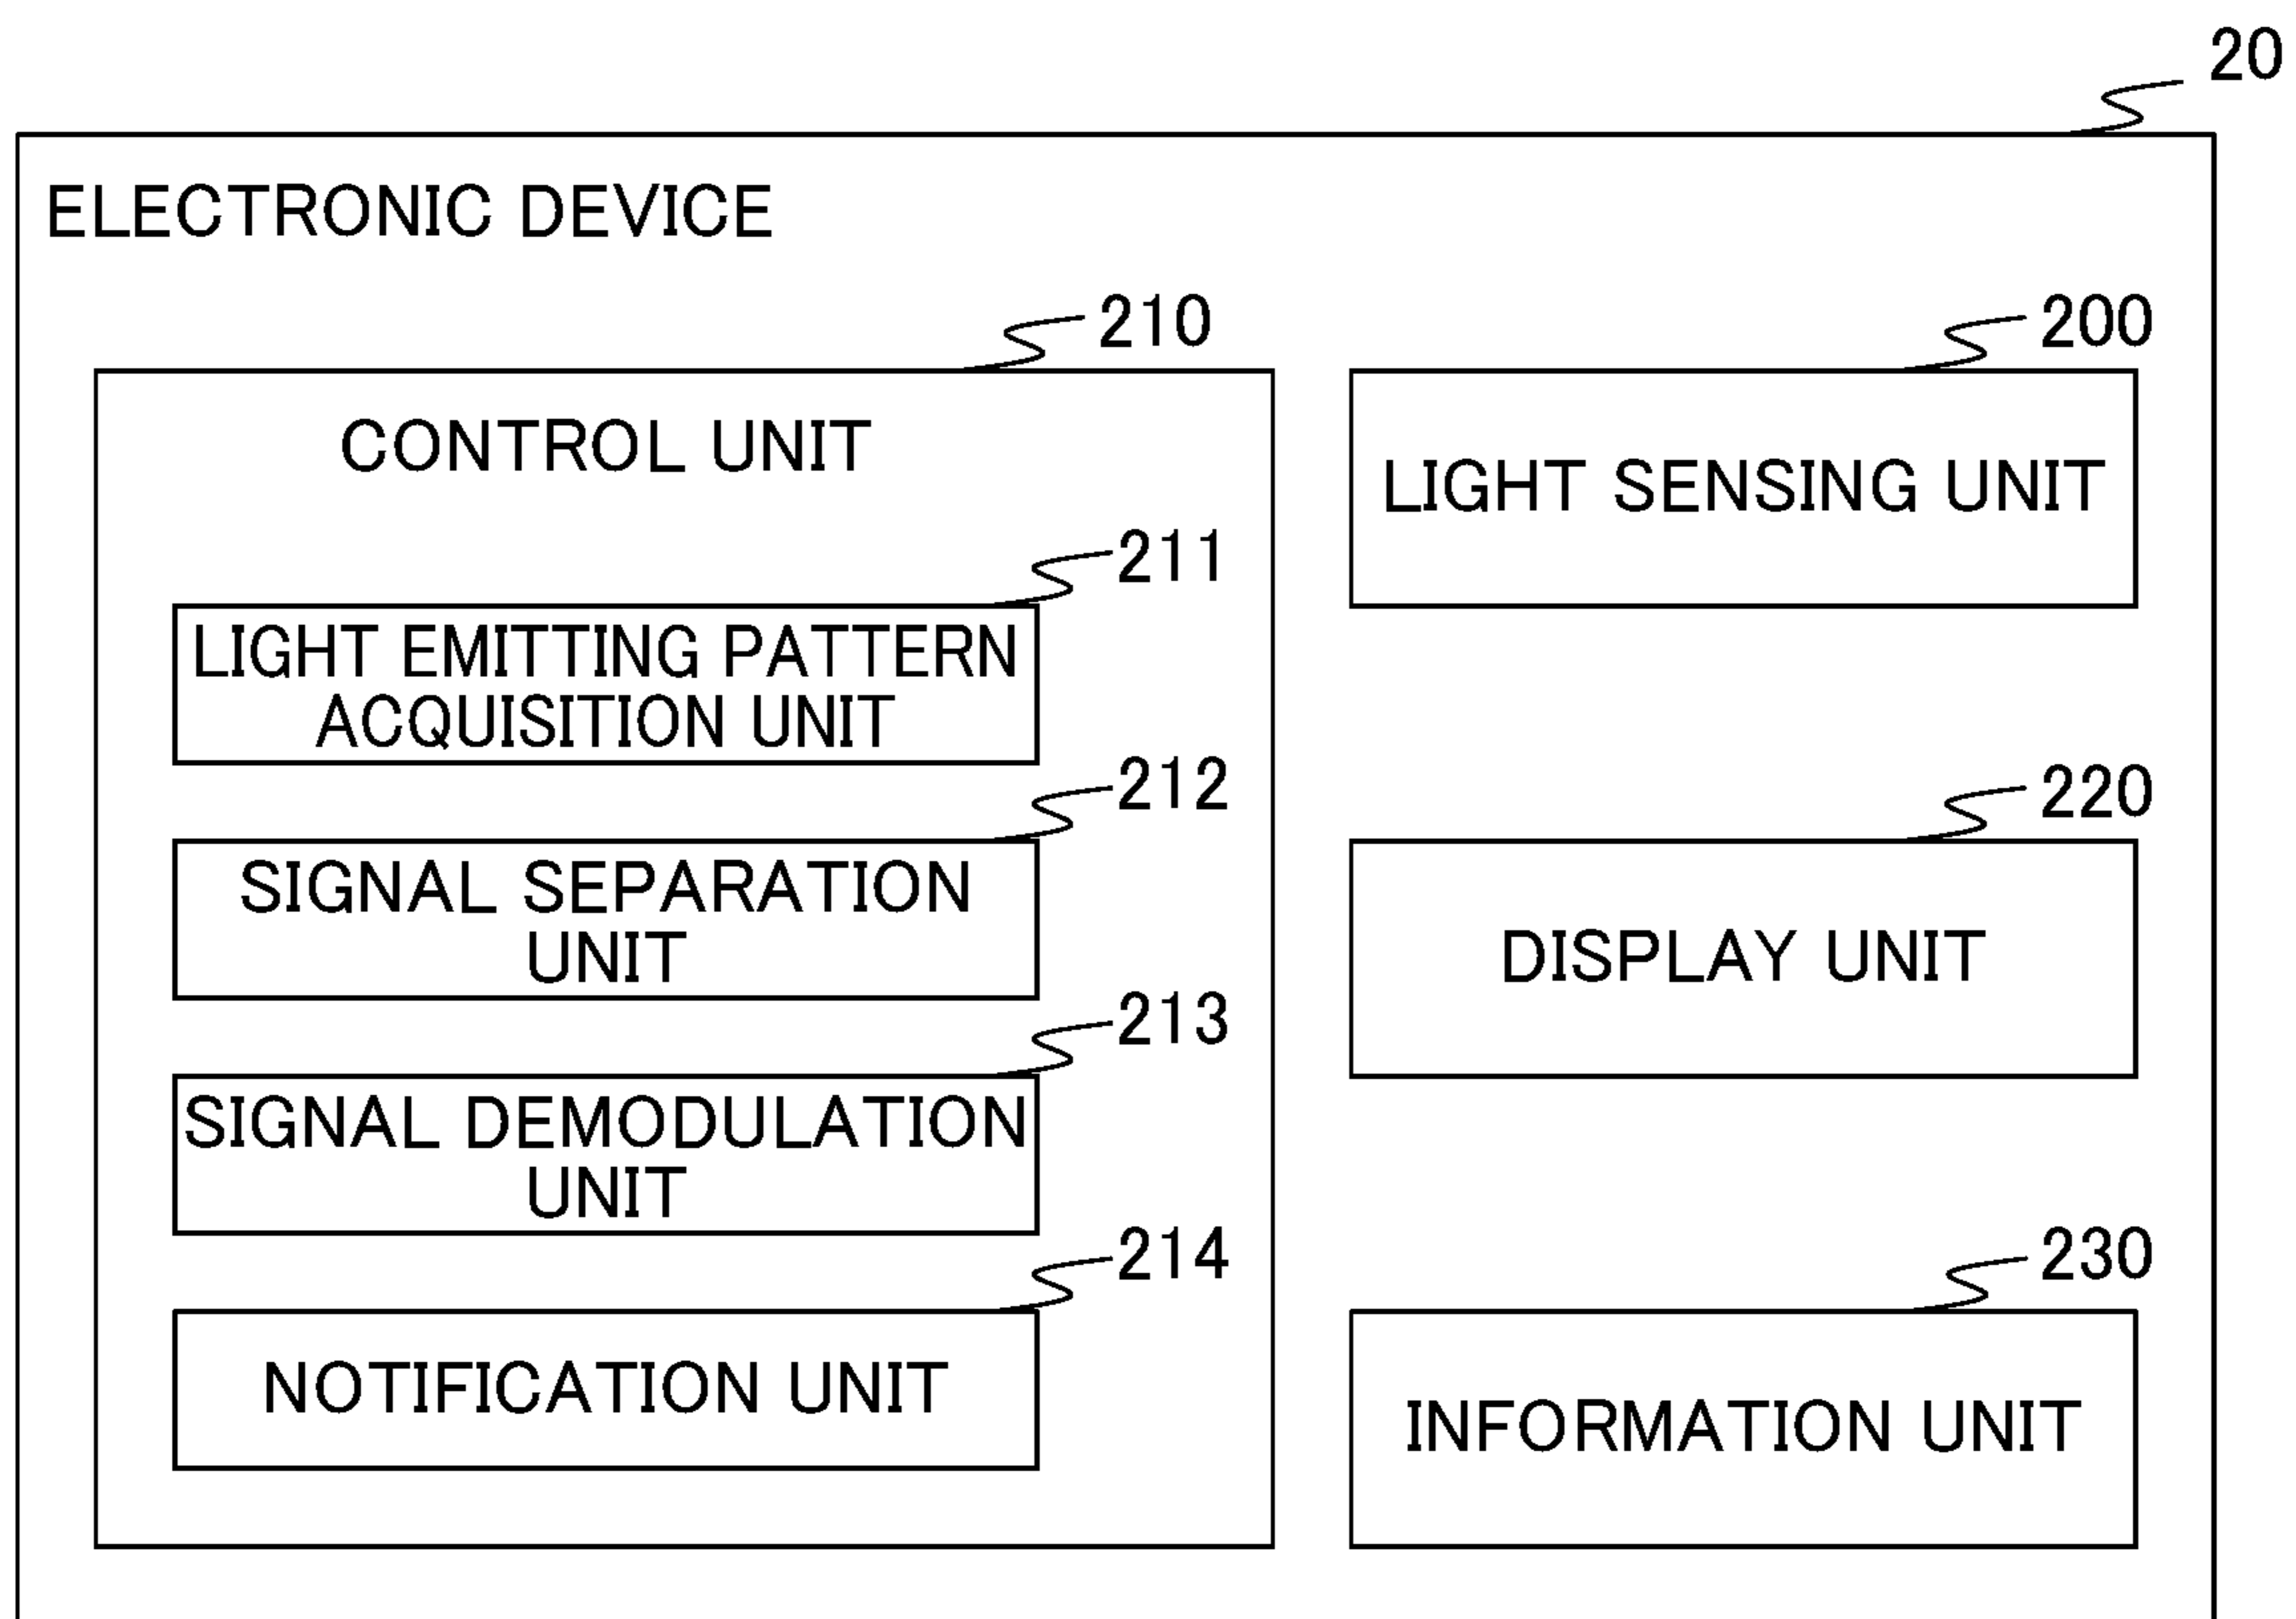 20
ELECTRONIC DEVICE
210
CONTROL UNIT
211
LIGHT EMITTING PATTERN
ACQUISITION UNIT
212
SIGNAL SEPARATION
UNIT
213
SIGNAL DEMODULATION
UNIT
214
NOTIFICATION UNIT
200
LIGHT SENSING UNIT
220
DISPLAY UNIT
230
INFORMATION UNIT